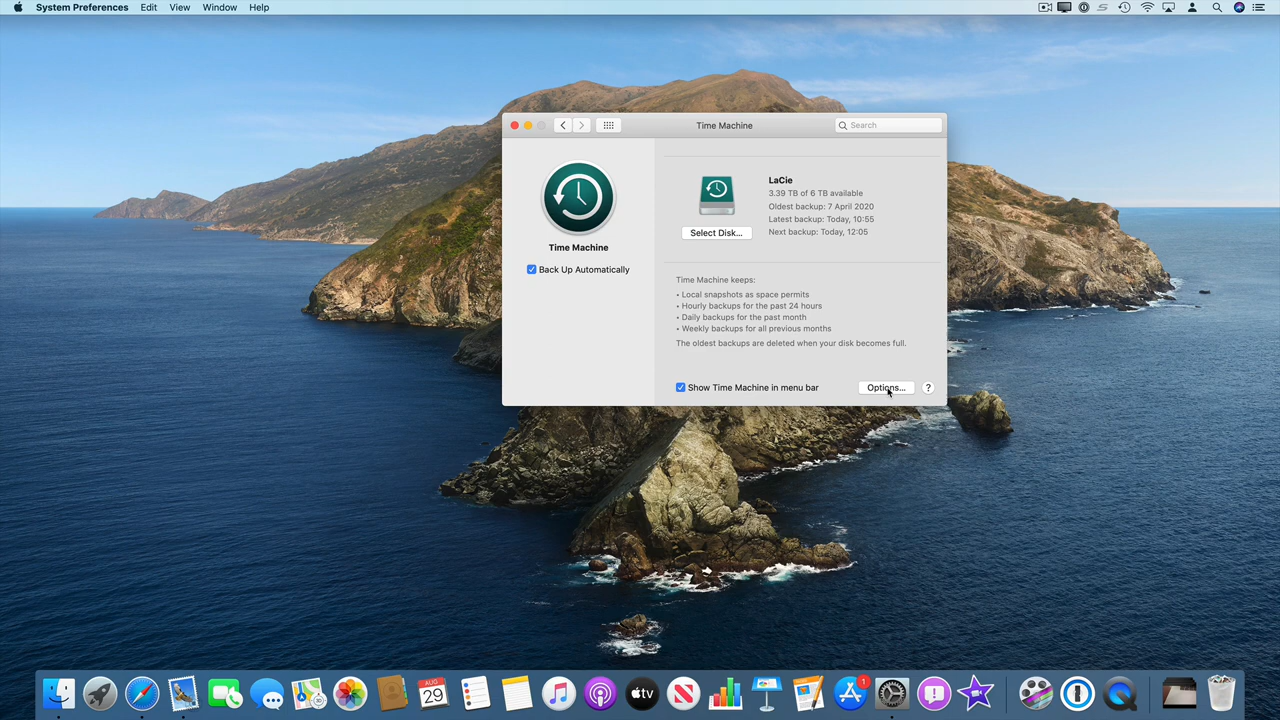 System Preferences Edit View Window Help
Time Machine
Search
Time Machine
Back Up Automatically
LaCie
3.39 TB of 6 TB available
Oldest backup: 7 April 2020
Latest backup: Today, 10:55
Next backup: Today, 12:05
Select Disk...
Time Machine keeps:
• Local snapshots as space permits
• Hourly backups for the past 24 hours
• Daily backups for the past month
• Weekly backups for all previous months
The oldest backups are deleted when your disk becomes full.
Show Time Machine in menu bar
Options...
?
AUG
29
tv
1